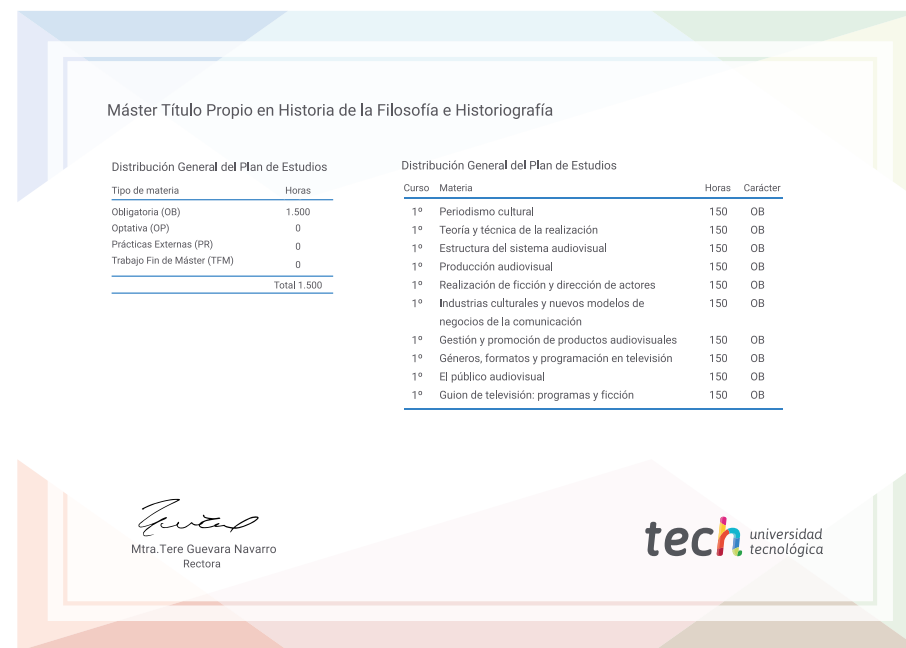 Máster Título Propio en Historia de la Filosofía e Historiografía
Distribución General del Plan de Estudios
Tipo de materia Horas
Obligatoria (OB) 1.500
Optativa (OP) 0
Prácticas Externas (PR) 0
Trabajo Fin de Máster (TFM) 0
Total 1.500
Distribución General del Plan de Estudios
Curso Materia Horas Carácter
1º Periodismo cultural 150 OB
1º Teoría y técnica de la realización 150 OB
1º Estructura del sistema audiovisual 150 OB
1º Producción audiovisual 150 OB
1º Realización de ficción y dirección de actores 150 OB
1º Industrias culturales y nuevos modelos de 150 OB
negocios de la comunicación
1º Gestión y promoción de productos audiovisuales 150 OB
1º Géneros, formatos y programación en televisión 150 OB
1º El público audiovisual 150 OB
1º Guion de televisión: programas y ficción 150 OB
Mtra.Tere Guevara Navarro
Rectora
tech universidad
tecnológica